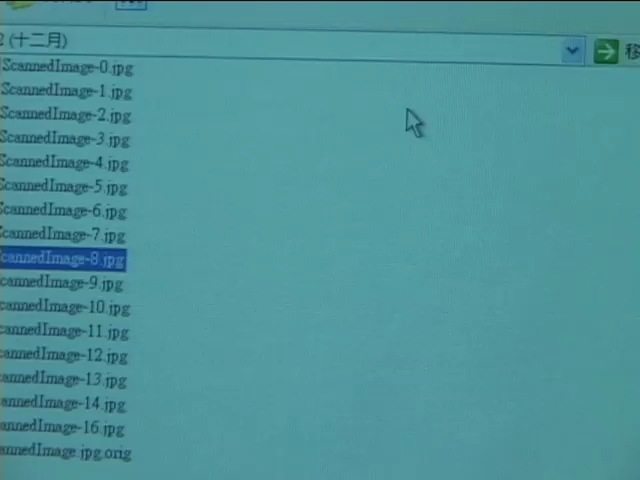 2 (十二月)
移
ScannedImage-0.jpg
ScannedImage-1.jpg
ScannedImage-2.jpg
ScannedImage-3.jpg
ScannedImage-4.jpg
ScannedImage-5.jpg
ScannedImage-6.jpg
ScannedImage-7.jpg
cannedImage-8.jpg
cannedImage-9.jpg
cannedImage-10.jpg
cannedImage-11.jpg
cannedImage-12.jpg
cannedImage-13.jpg
annedImage-14.jpg
annedImage-16.jpg
annedImage.jpg.orig